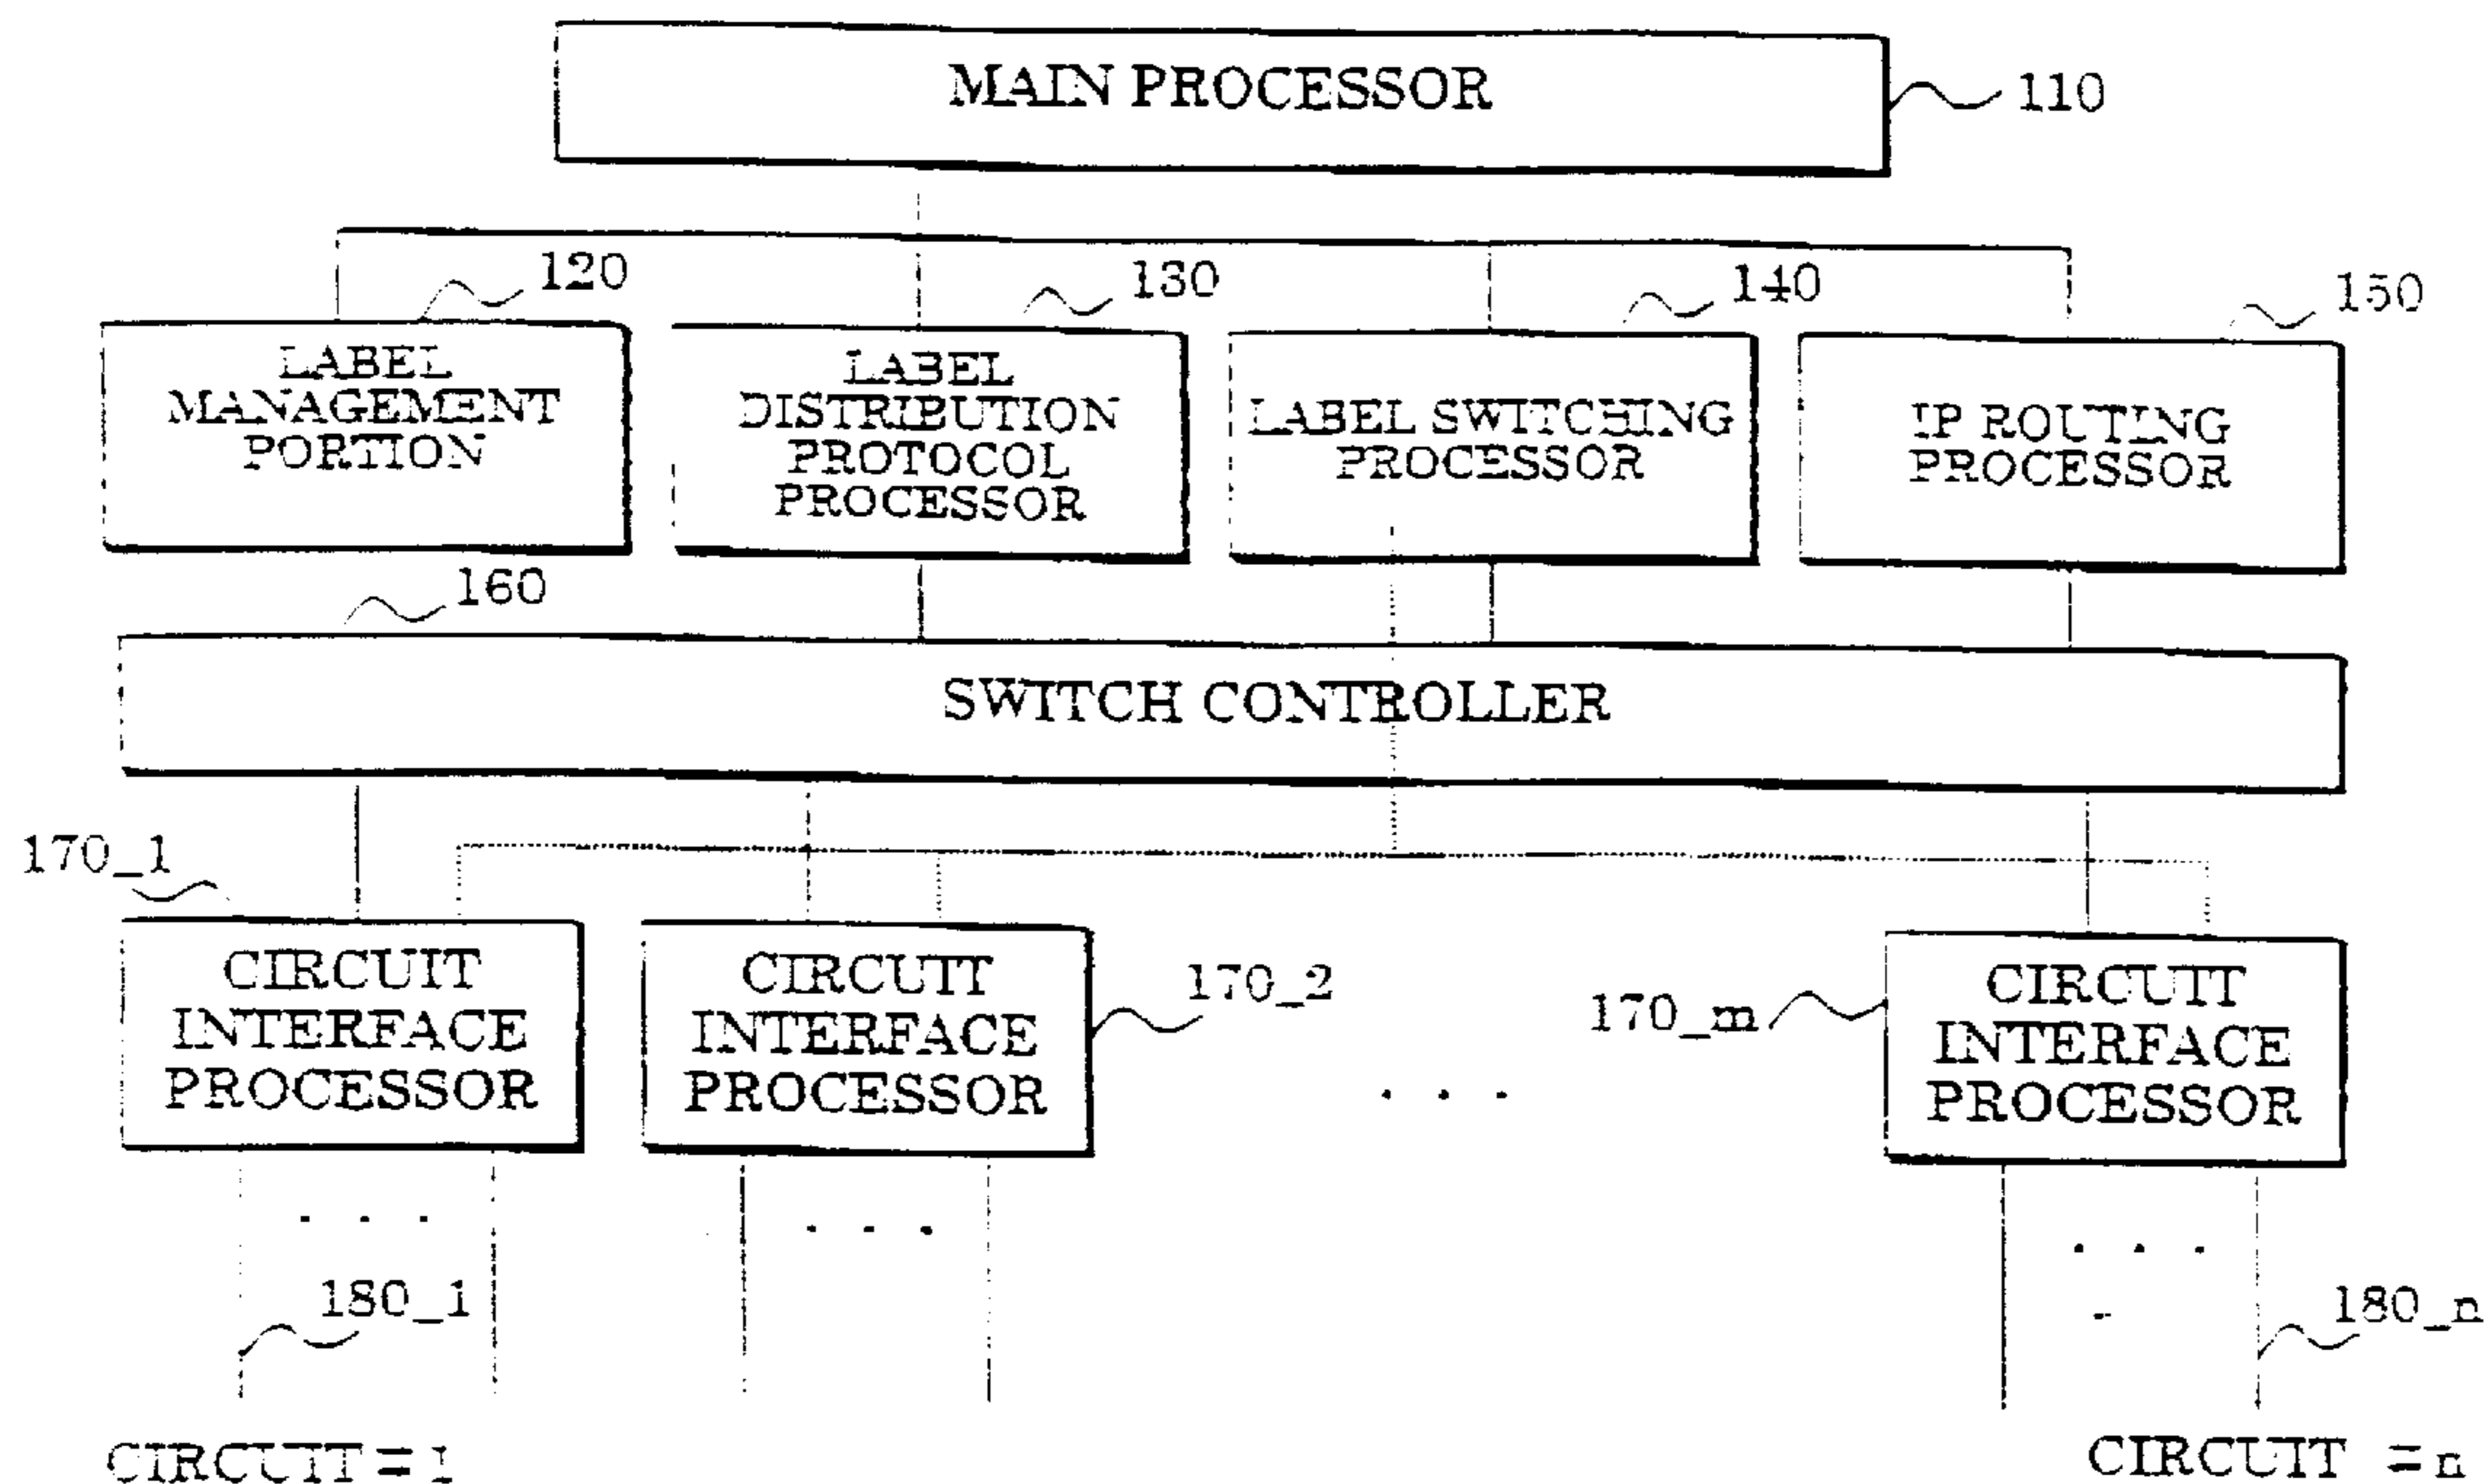 MAIN PROCESSOR
110
120
130
140
150
LABEL
MANAGEMENT
PORTION
LABEL
DISTRIBUTION
PROTOCOL
PROCESSOR
LABEL SWITCHING
PROCESSOR
IP ROUTING
PROCESSOR
160
SWITCH CONTROLLER
170_1
CIRCUIT
INTERFACE
PROCESSOR
CIRCUIT
INTERFACE
PROCESSOR
170_2
. . .
170_m
CIRCUIT
INTERFACE
PROCESSOR
. . .
. . .
. . .
180_1
180_n
CIRCUIT = 1
CIRCUIT = n